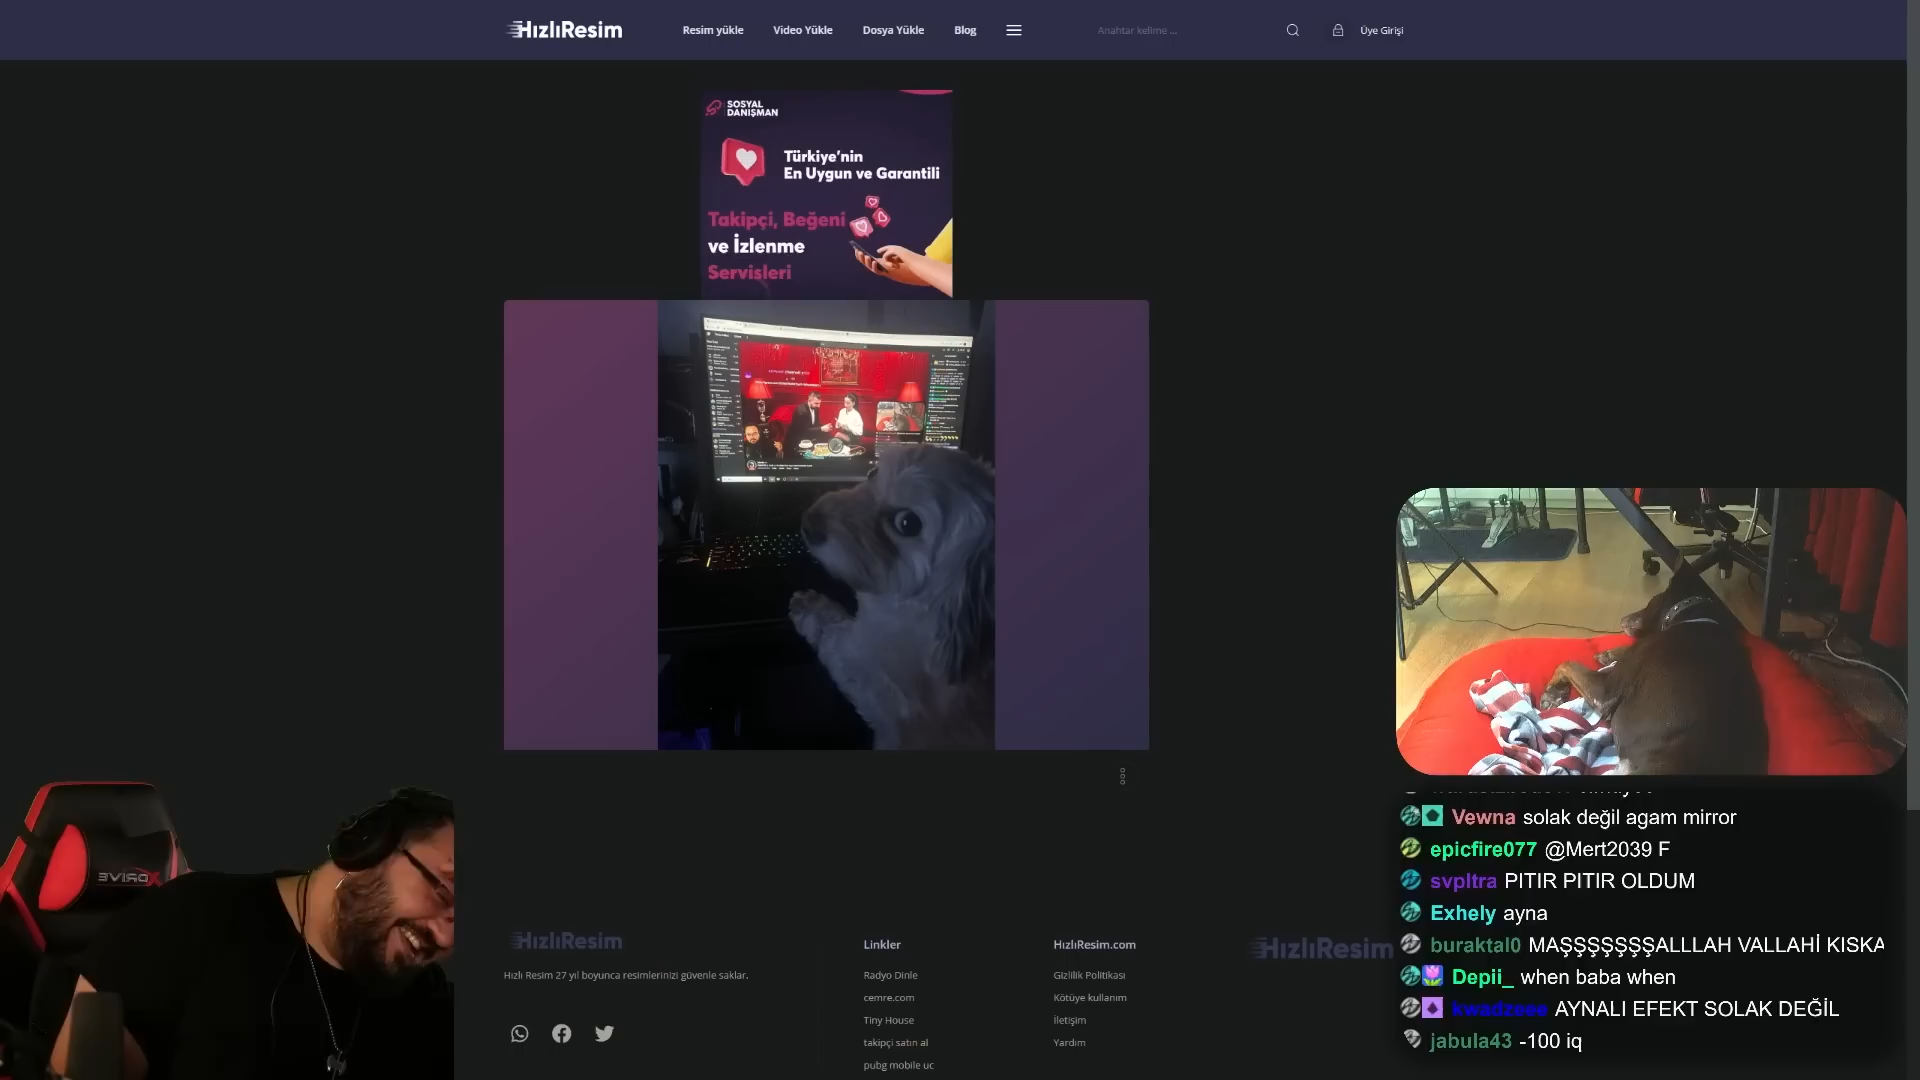 HızlıResim
Resim yükle
Video Yükle
Dosya Yükle
Blog
Anahtar kelime ...
Üye Girişi
SOSYAL
DANIŞMAN
Türkiye'nin
En Uygun ve Garantili
Takipçi, Beğeni
ve İzlenme
Servisleri
Vewna solak değil agam mirror
epicfire077 @Mert2039 F
svpltra PITIR PITIR OLDUM
Exhely ayna
buraktal0 MAŞŞŞŞŞŞŞALLLAH VALLAHİ KISKA
Depii_ when baba when
kwadzeee AYNALI EFEKT SOLAK DEĞİL
jabula43 -100 iq
HızlıResim
Hızlı Resim 27 yıl boyunca resimlerinizi güvenle saklar.
Linkler
Radyo Dinle
cemre.com
Tiny House
takipçi satın al
pubg mobile uc
HızlıResim.com
Gizlilik Politikası
Kötüye kullanım
İletişim
Yardım
HızlıResim